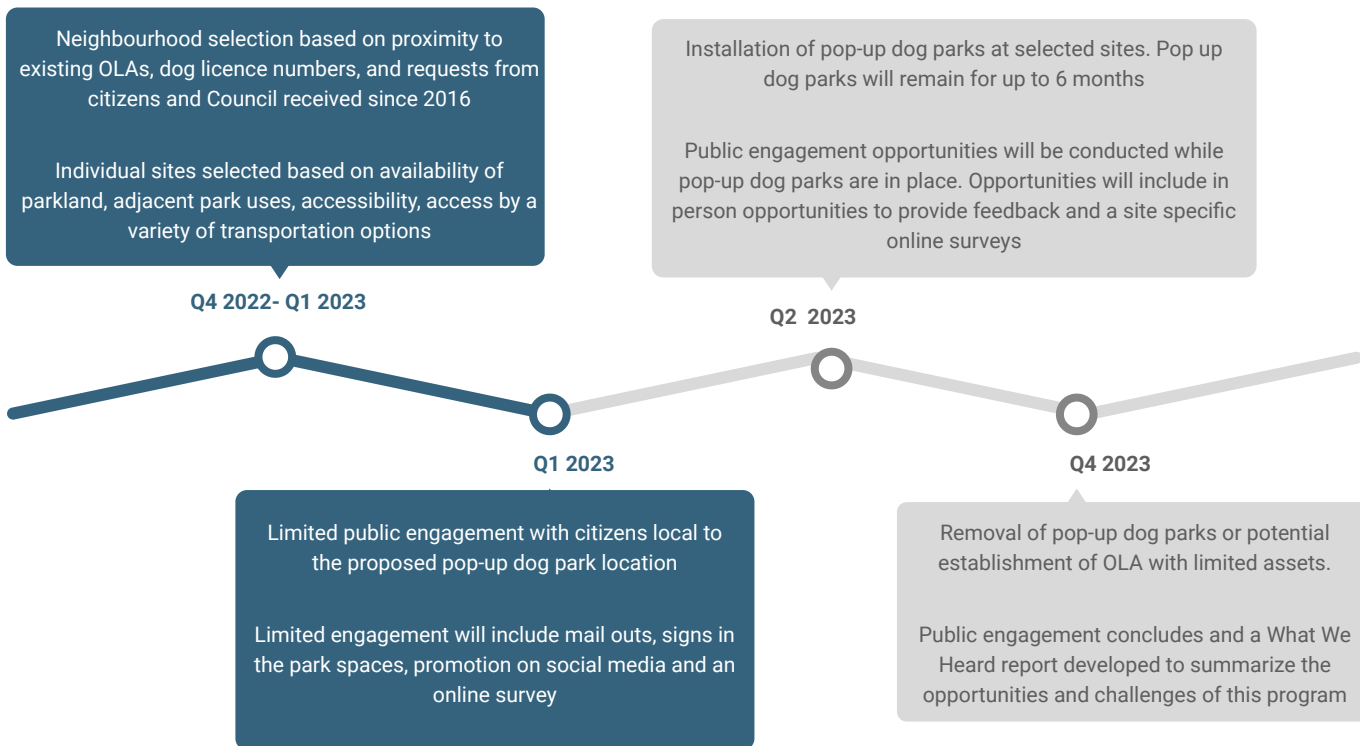 Neighbourhood selection based on proximity to
existing OLAs, dog licence numbers, and requests from
citizens and Council received since 2016
Individual sites selected based on availability of
parkland, adjacent park uses, accessibility, access by a
variety of transportation options
Q4 2022- Q1 2023
Installation of pop-up dog parks at selected sites. Pop up
dog parks will remain for up to 6 months
Public engagement opportunities will be conducted while
pop-up dog parks are in place. Opportunities will include in
person opportunities to provide feedback and a site specific
online surveys
Q2 2023
Q1 2023
Limited public engagement with citizens local to
the proposed pop-up dog park location
Limited engagement will include mail outs, signs in
the park spaces, promotion on social media and an
online survey
Q4 2023
Removal of pop-up dog parks or potential
establishment of OLA with limited assets.
Public engagement concludes and a What We
Heard report developed to summarize the
opportunities and challenges of this program